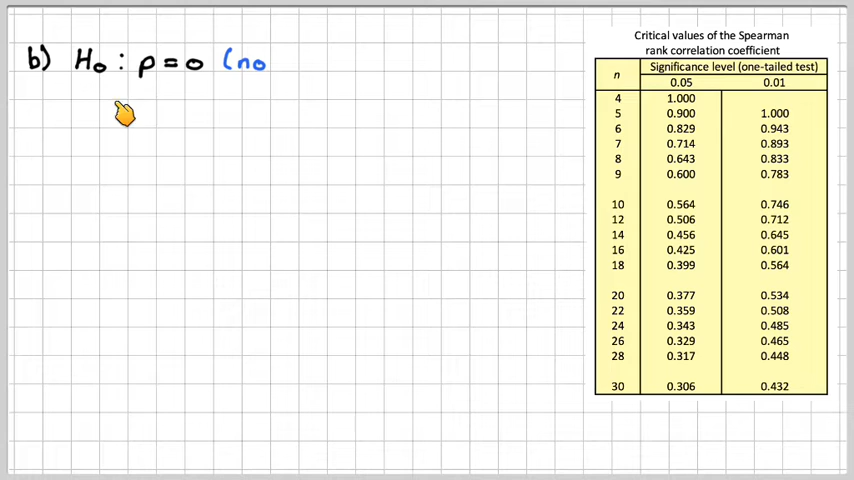 b) H₀ : ρ = 0 (no
Critical values of the Spearman
rank correlation coefficient
n Significance level (one-tailed test)
0.05 0.01
4 1.000
5 0.900 1.000
6 0.829 0.943
7 0.714 0.893
8 0.643 0.833
9 0.600 0.783
10 0.564 0.746
12 0.506 0.712
14 0.456 0.645
16 0.425 0.601
18 0.399 0.564
20 0.377 0.534
22 0.359 0.508
24 0.343 0.485
26 0.329 0.465
28 0.317 0.448
30 0.306 0.432